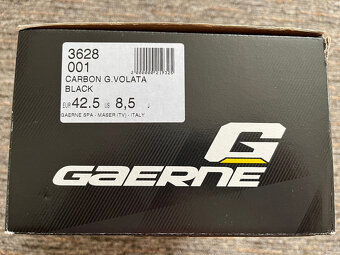 3628
001
CARBON G.VOLATA
BLACK
EUR 42.5 US 8,5
GAERNE SPA - MASER (TV) - ITALY
G
GAERNE